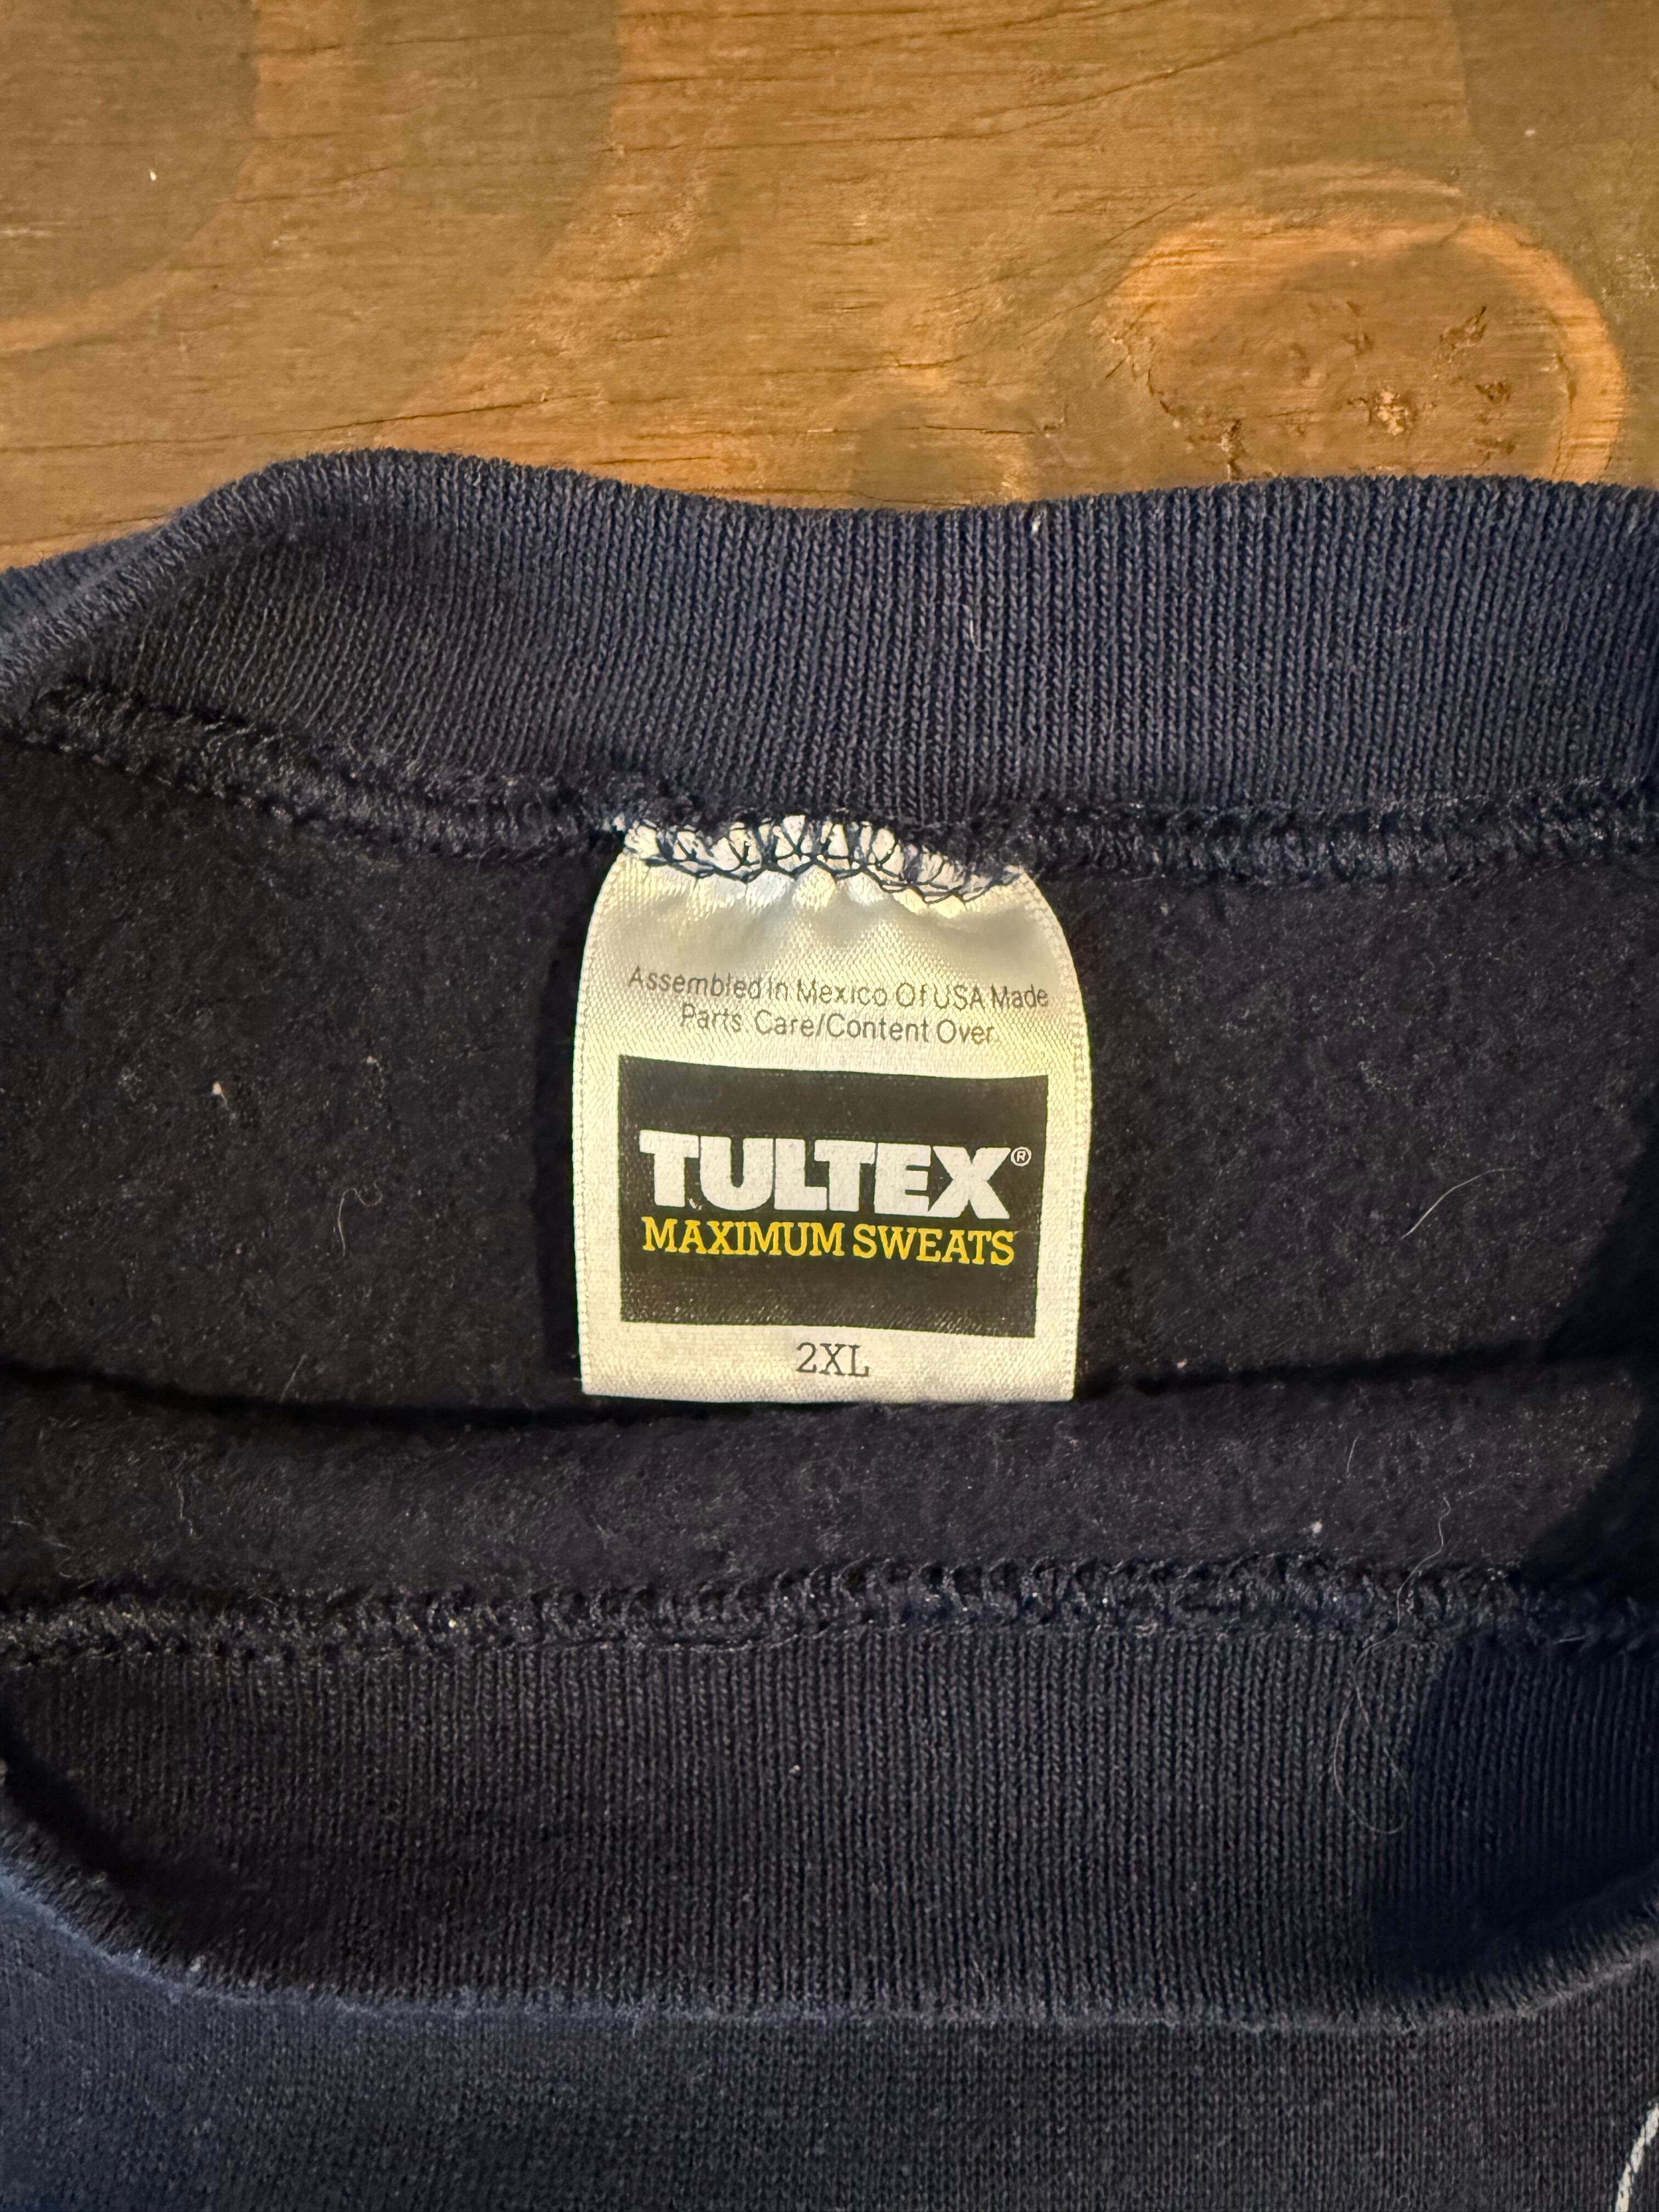 Assembled In Mexico Of USA Made
Parts. Care/Content Over.
TULTEX®
MAXIMUM SWEATS
2XL